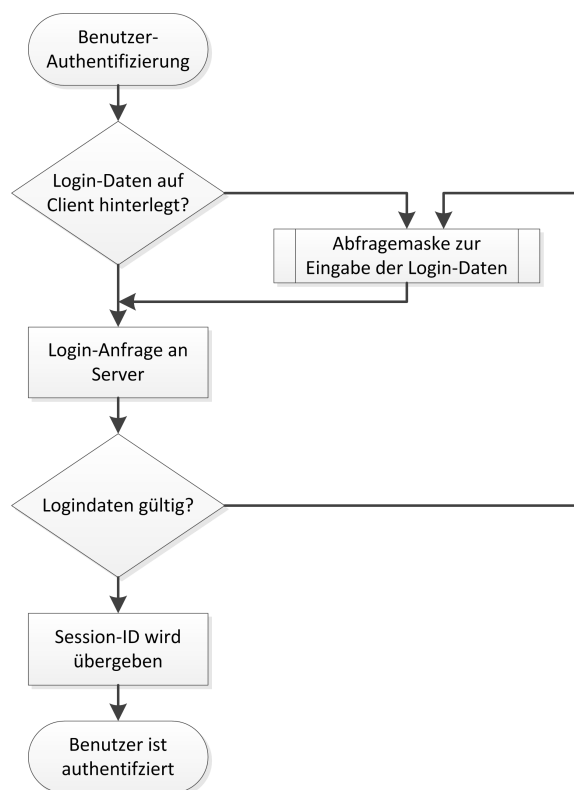 Benutzer-
Authentifizierung
Login-Daten auf
Client hinterlegt?
Abfragemaske zur
Eingabe der Login-Daten
Login-Anfrage an
Server
Logindaten gültig?
Session-ID wird
übergeben
Benutzer ist
authentifziert